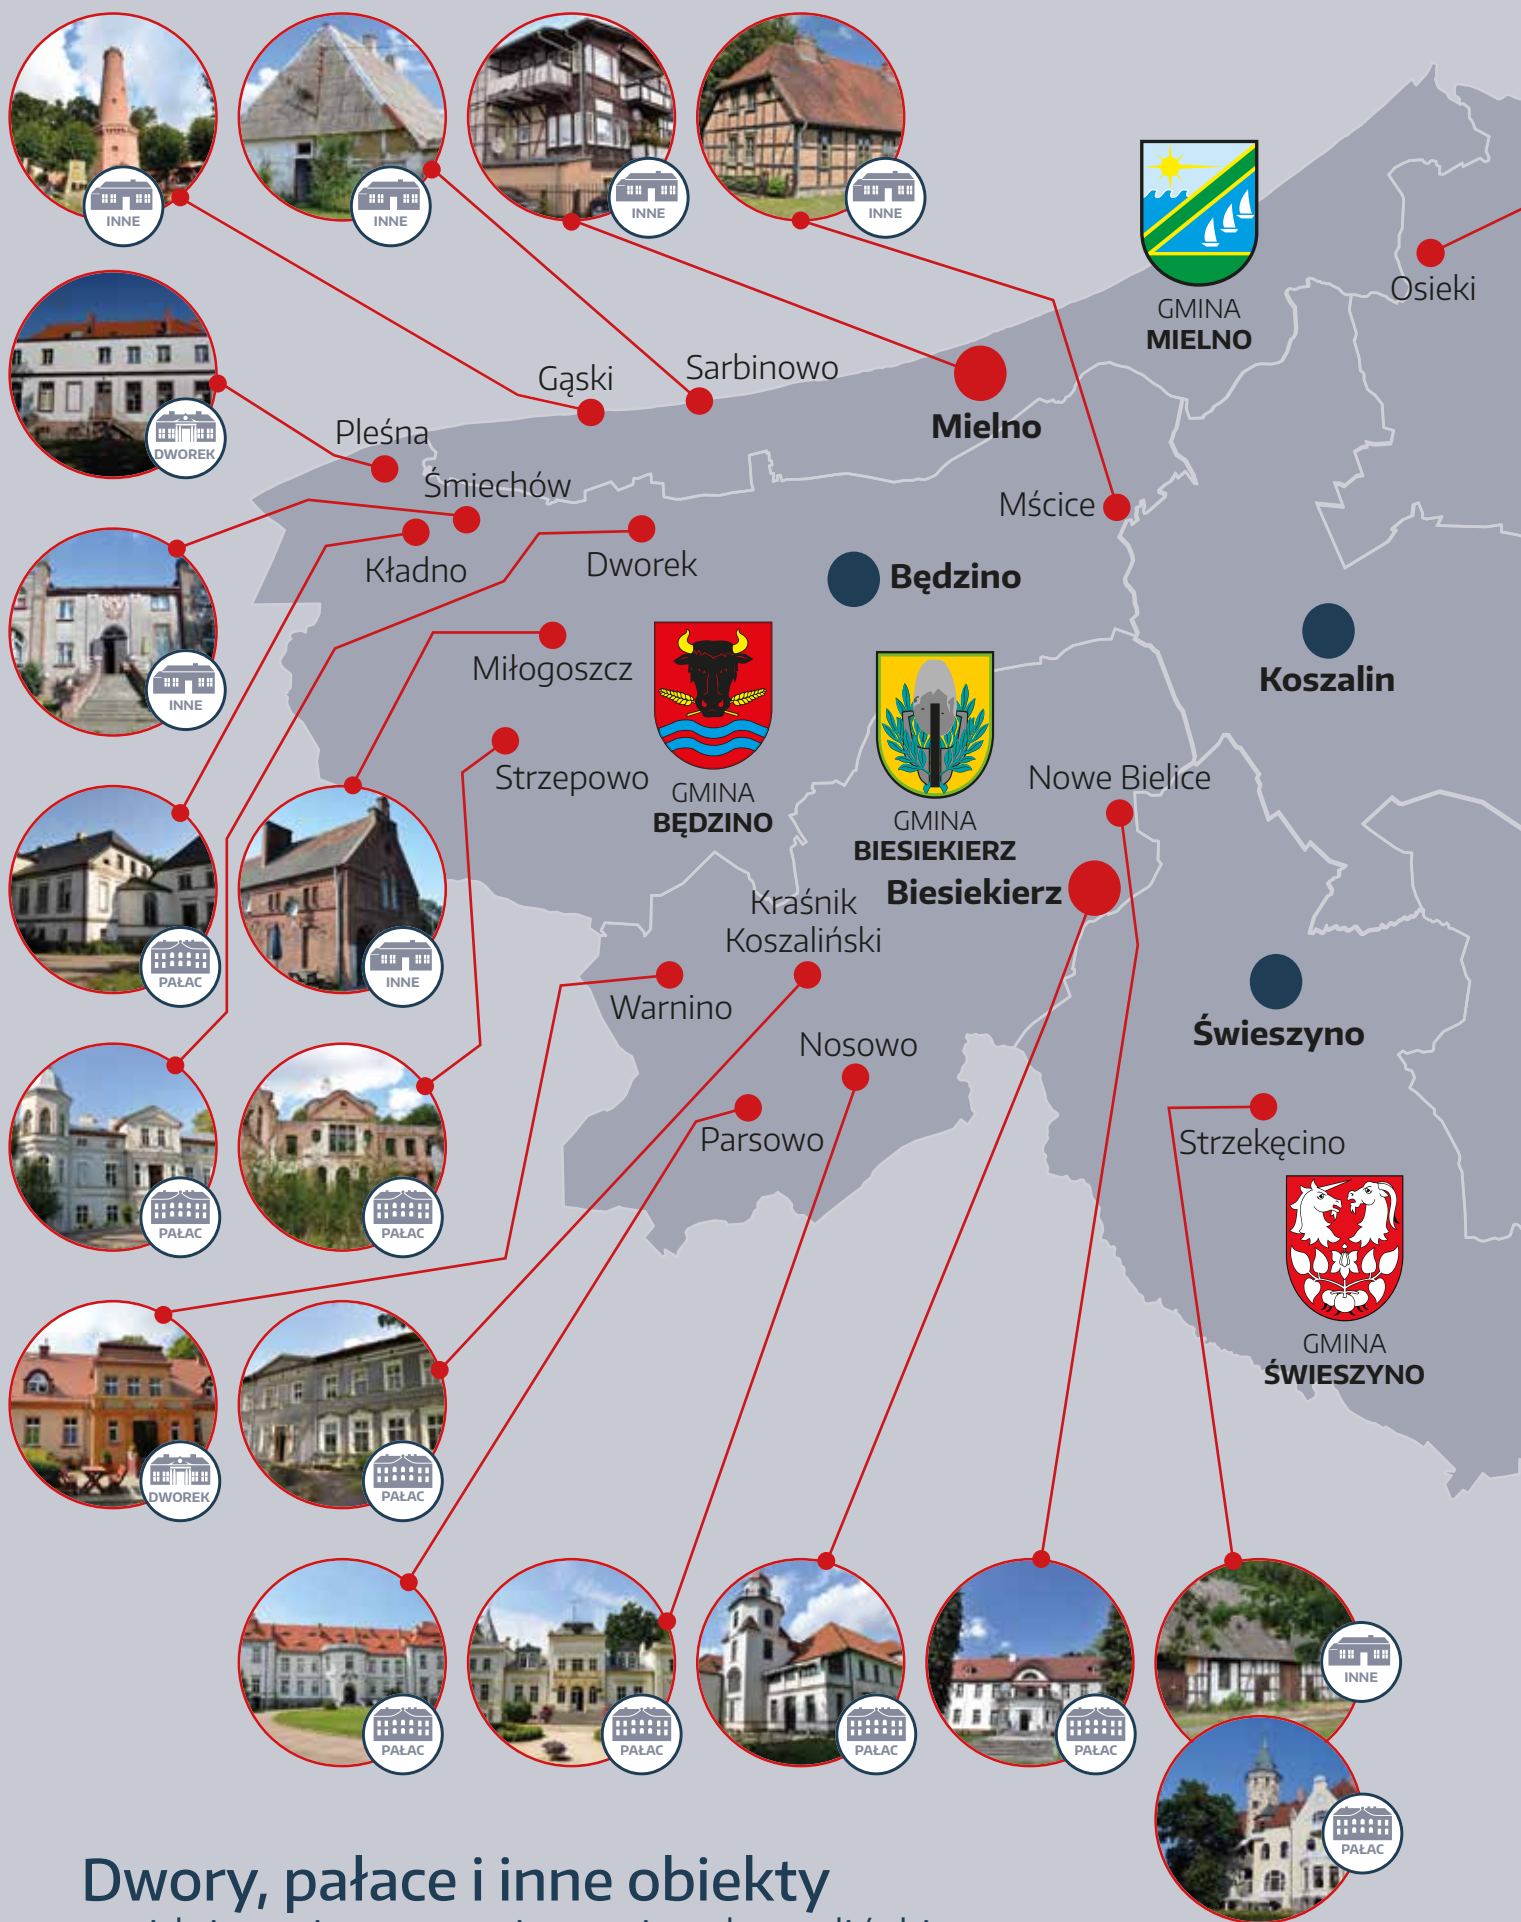 INNE
INNE
INNE
INNE
GMINA
MIELNO
Osieki
DWOREK
Pleśna
Gąski
Sarbinowo
Mielno
Śmiechów
Kładno
Dworek
Mścice
Będzino
INNE
Miłogoszcz
Koszalin
Strzepowo
GMINA
BĘDZINO
GMINA
BIESIEKIERZ
Nowe Bielice
Biesiekierz
PAŁAC
INNE
Kraśnik
Koszaliński
Warnino
Nosowo
Świeszyno
Parsowo
Strzekęcino
PAŁAC
PAŁAC
GMINA
ŚWIESZYNO
DWOREK
PAŁAC
PAŁAC
PAŁAC
PAŁAC
PAŁAC
INNE
PAŁAC
Dwory, pałace i inne obiekty